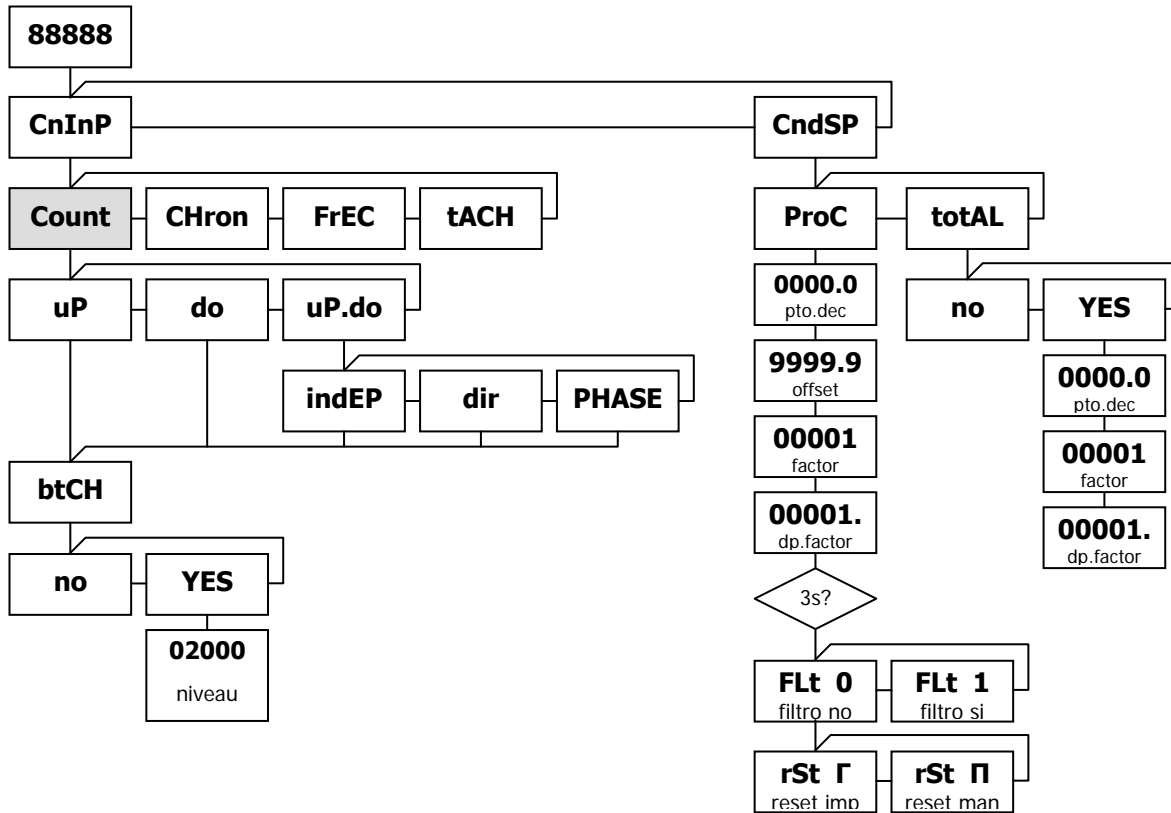 88888
CnInP
CndSP
Count
CHron
FrEC
tACH
ProC
totAL
uP
do
uP.do
0000.0
pto.dec
no
YES
indEP
dir
PHASE
9999.9
offset
0000.0
pto.dec
btCH
00001
factor
00001
factor
no
YES
00001.
dp.factor
00001.
dp.factor
02000
niveau
3s?
FLt 0
filtro no
FLt 1
filtro si
rSt Γ
reset imp
rSt Π
reset man